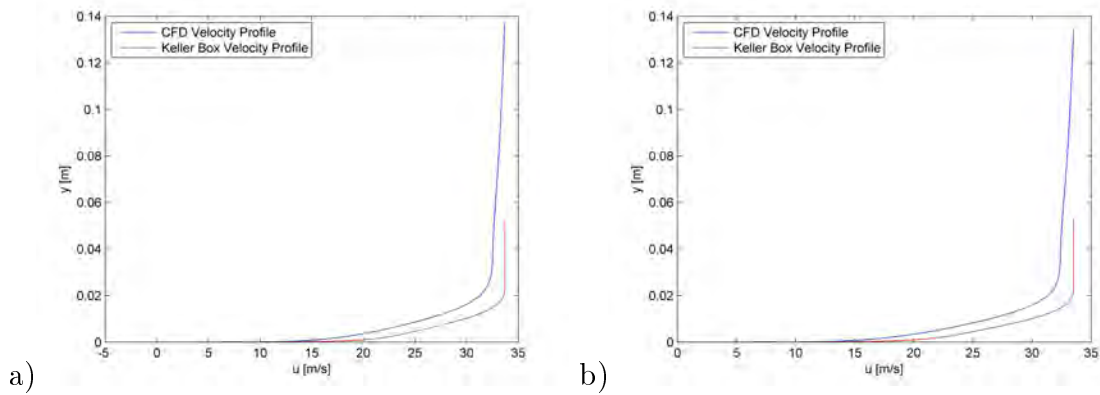 0.14
CFD Velocity Profile
Keller Box Velocity Profile
0.12
0.1
0.08
0.06
0.04
0.02
0
y [m]
-5 0 5 10 15 20 25 30 35
u [m/s]
a)
0.14
CFD Velocity Profile
Keller Box Velocity Profile
0.12
0.1
0.08
0.06
0.04
0.02
0
y [m]
0 5 10 15 20 25 30 35
u [m/s]
b)